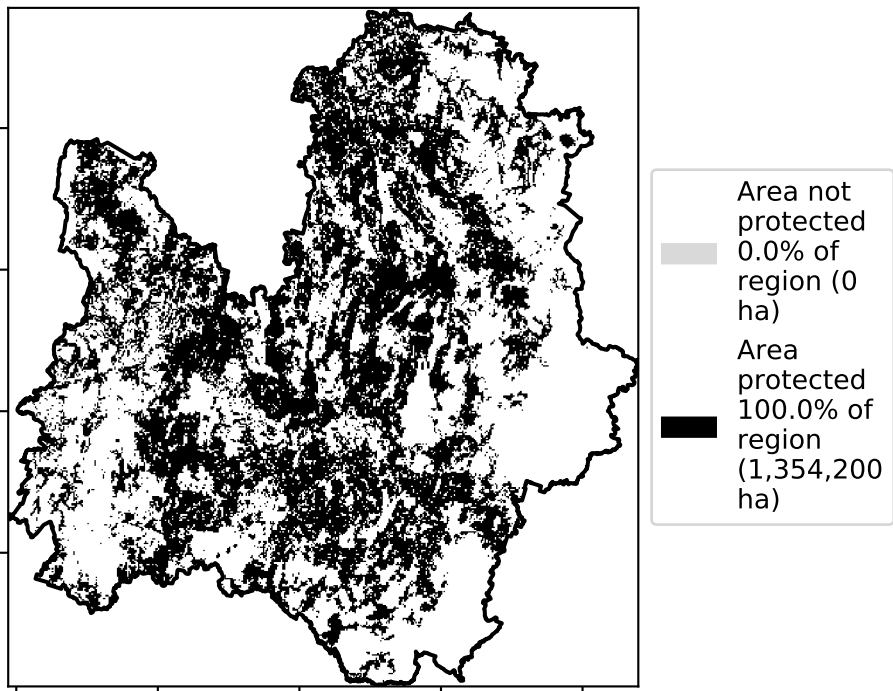 Area not
protected
0.0% of
region (0
ha)
Area
protected
100.0% of
region
(1,354,200
ha)